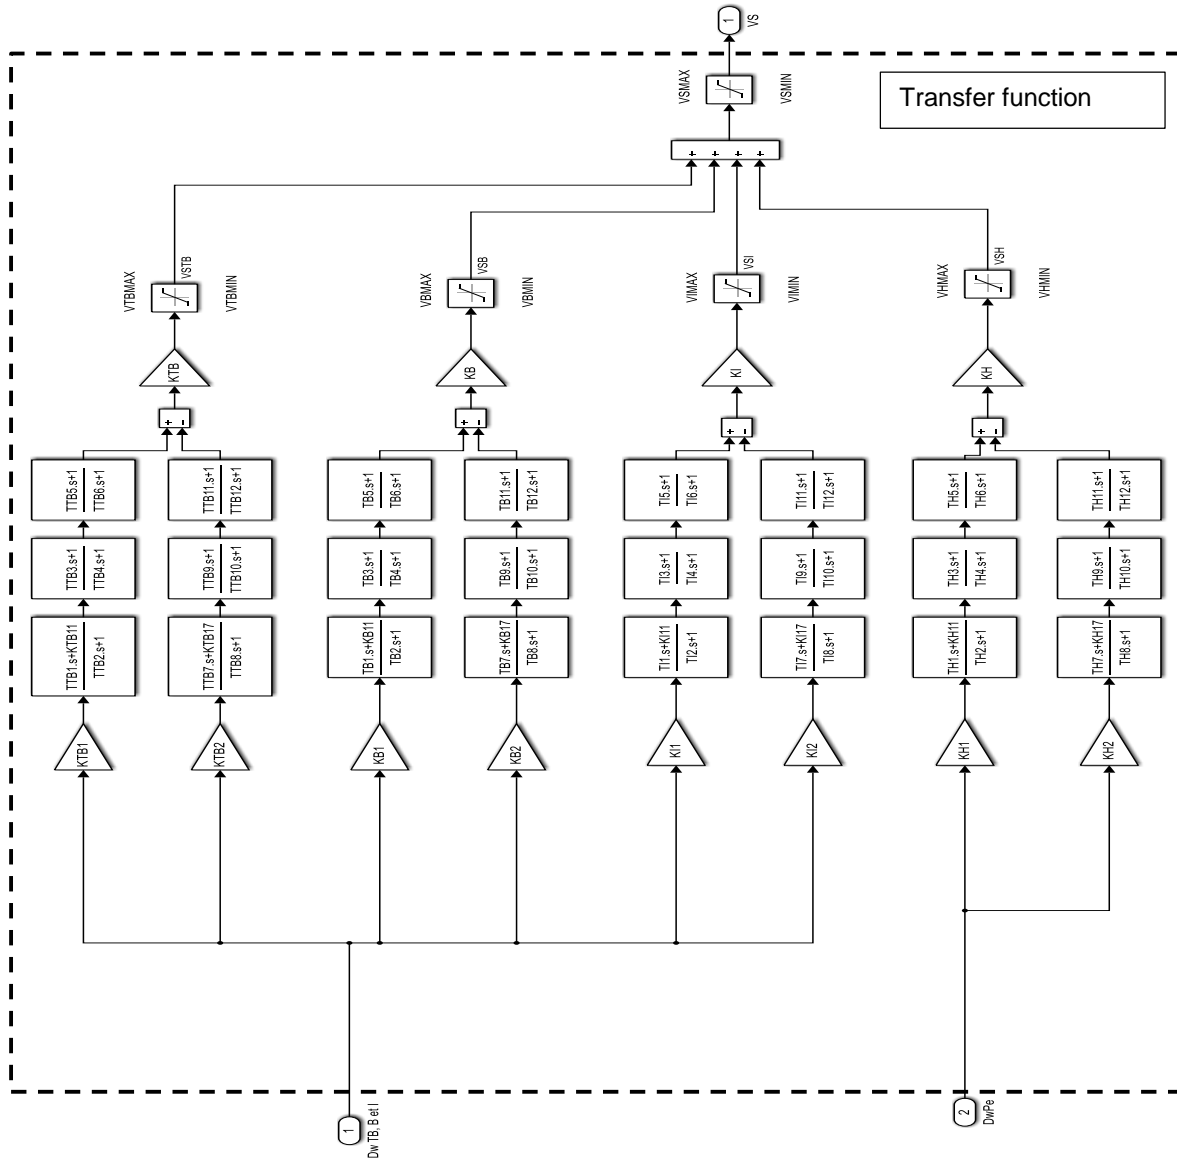 1
VS
VSMAX
VSMIN
Transfer function
+
+
+
+
VTBMAX
VSTB
VTBMIN
VBMAX
VSB
VBMIN
VIMAX
VSI
VIMIN
VHMAX
VSH
VHMIN
KTB
KB
KI
KH
+
-
+
-
+
-
+
-
TTB5.s+1
TTB6.s+1
TTB11.s+1
TTB12.s+1
TB5.s+1
TB6.s+1
TB11.s+1
TB12.s+1
TI5.s+1
TI6.s+1
TI11.s+1
TI12.s+1
TH5.s+1
TH6.s+1
TH11.s+1
TH12.s+1
TTB3.s+1
TTB4.s+1
TTB9.s+1
TTB10.s+1
TB3.s+1
TB4.s+1
TB9.s+1
TB10.s+1
TI3.s+1
TI4.s+1
TI9.s+1
TI10.s+1
TH3.s+1
TH4.s+1
TH9.s+1
TH10.s+1
TTB1.s+KTB11
TTB2.s+1
TTB7.s+KTB17
TTB8.s+1
TB1.s+KB11
TB2.s+1
TB7.s+KB17
TB8.s+1
TI1.s+KI11
TI2.s+1
TI7.s+KI17
TI8.s+1
TH1.s+KH11
TH2.s+1
TH7.s+KH17
TH8.s+1
KTB1
KTB2
KB1
KB2
KI1
KI2
KH1
KH2
1
Dw TB, B et I
2
DwPe